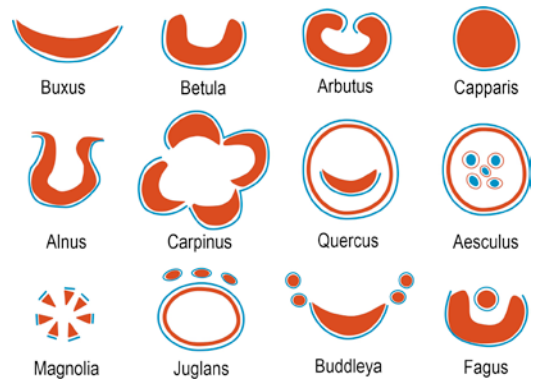 Buxus
Betula
Arbutus
Capparis
Alnus
Carpinus
Quercus
Aesculus
Magnolia
Juglans
Buddleya
Fagus